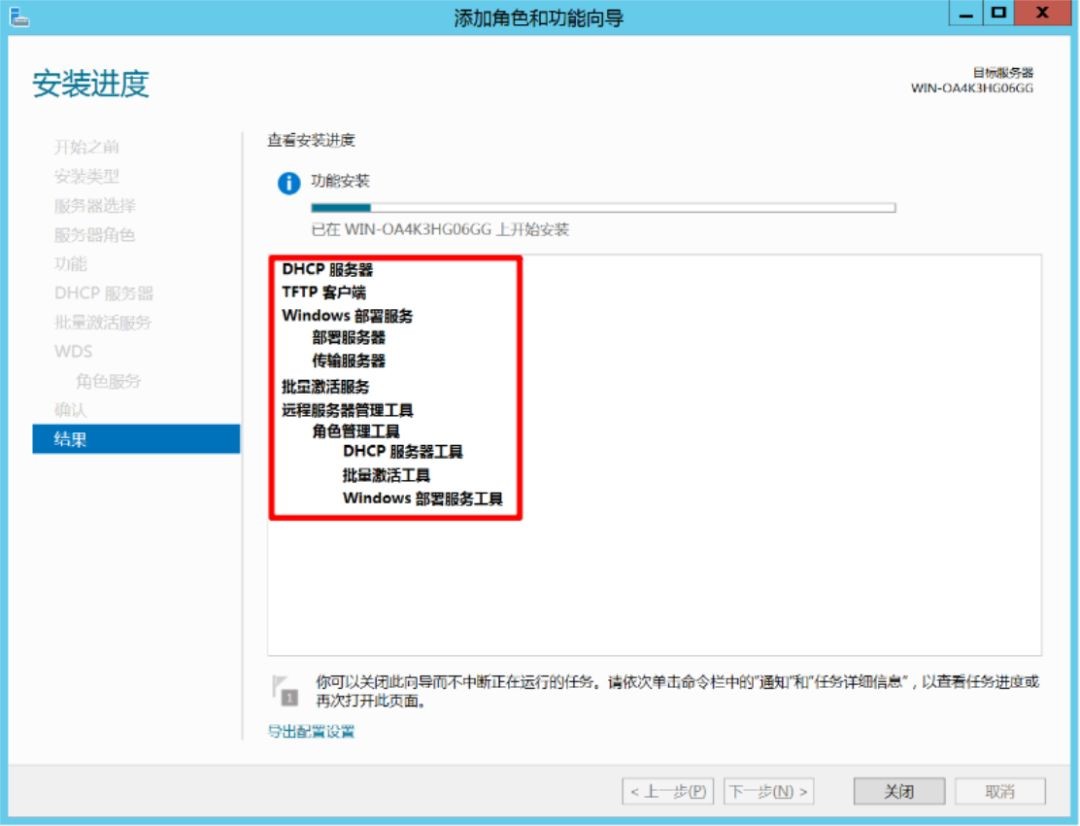 添加角色和功能向导
安装进度
目标服务器
WIN-OA4K3HG06GG
开始之前
安装类型
服务器选择
服务器角色
功能
DHCP 服务器
批量激活服务
WDS
角色服务
确认
结果
查看安装进度
功能安装
已在 WIN-OA4K3HG06GG 上开始安装
DHCP 服务器
TFTP 客户端
Windows 部署服务
部署服务器
传输服务器
批量激活服务
远程服务器管理工具
角色管理工具
DHCP 服务器工具
批量激活工具
Windows 部署服务工具
1
你可以关闭此向导而不中断正在运行的任务。请依次单击命令栏中的"通知"和"任务详细信息"，以查看任务进度或
再次打开此页面。
导出配置设置
< 上一步(P)
下一步(N) >
关闭
取消